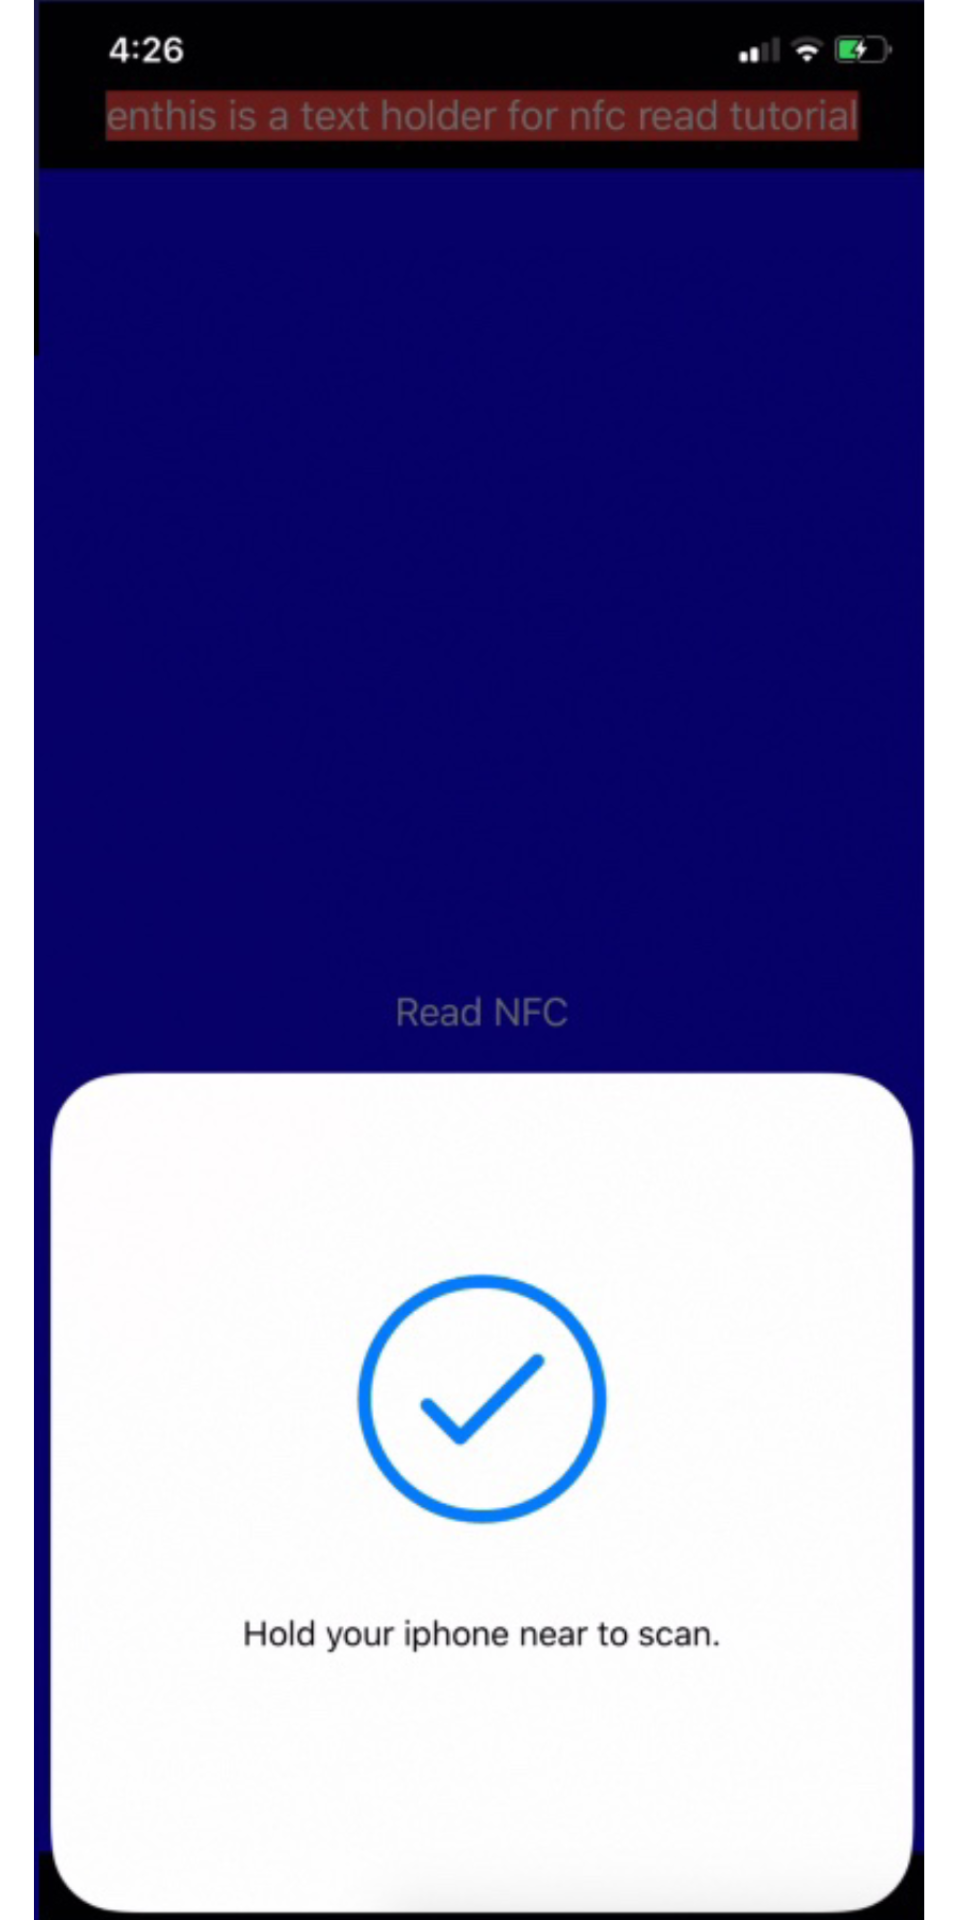 4:26
enthis is a text holder for nfc read tutorial
Read NFC
Hold your iphone near to scan.